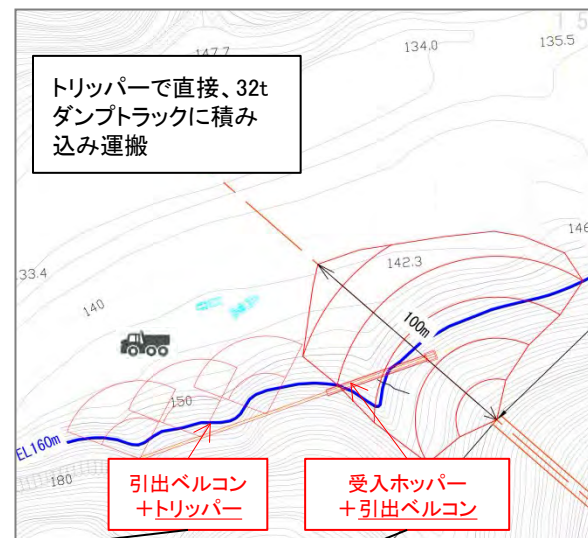 15
147.7
134.0
135.5
トリッパーで直接、32t
ダンプトラックに積み
込み運搬
146
142.3
133.4
140
100m
150
EL160m
180
引出ベルコン
＋トリッパー
受入ホッパー
＋引出ベルコン